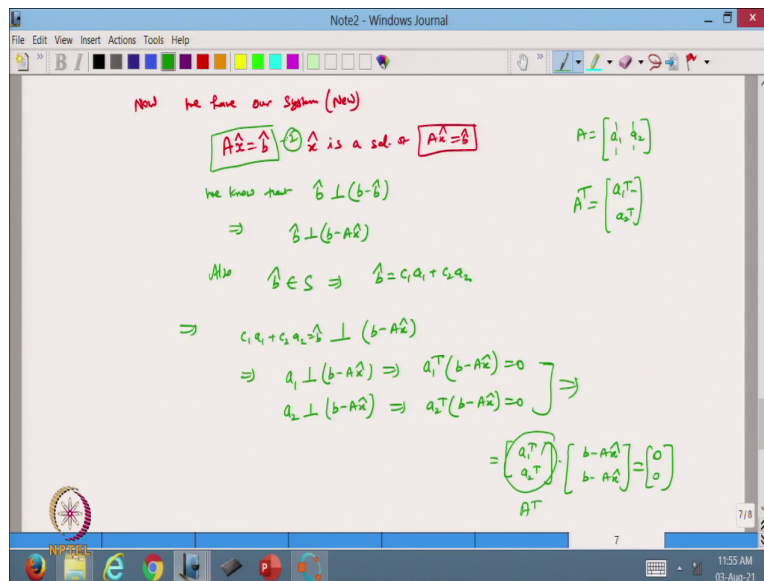 Note2 - Windows Journal
File Edit View Insert Actions Tools Help
B I
Now we have our System (New)
Ax̂ = b̂ - ② x̂ is a sol. of Ax̂ = b̂
A = [a₁ a₂]
we know that b̂ ⊥ (b - b̂)
Aᵀ = [a₁ᵀ -
a₂ᵀ]
⇒ b̂ ⊥ (b - Ax̂)
Also b̂ ∈ S ⇒ b̂ = c₁a₁ + c₂a₂
⇒ c₁a₁ + c₂a₂ = b̂ ⊥ (b - Ax̂)
⇒ a₁ ⊥ (b - Ax̂) ⇒ a₁ᵀ(b - Ax̂) = 0
a₂ ⊥ (b - Ax̂) ⇒ a₂ᵀ(b - Ax̂) = 0 ] ⇒
= [a₁ᵀ · [b - Ax̂ = [0
a₂ᵀ] b - Ax̂] 0]
Aᵀ
7/8
7
NPTEL
11:55 AM
03-Aug-21